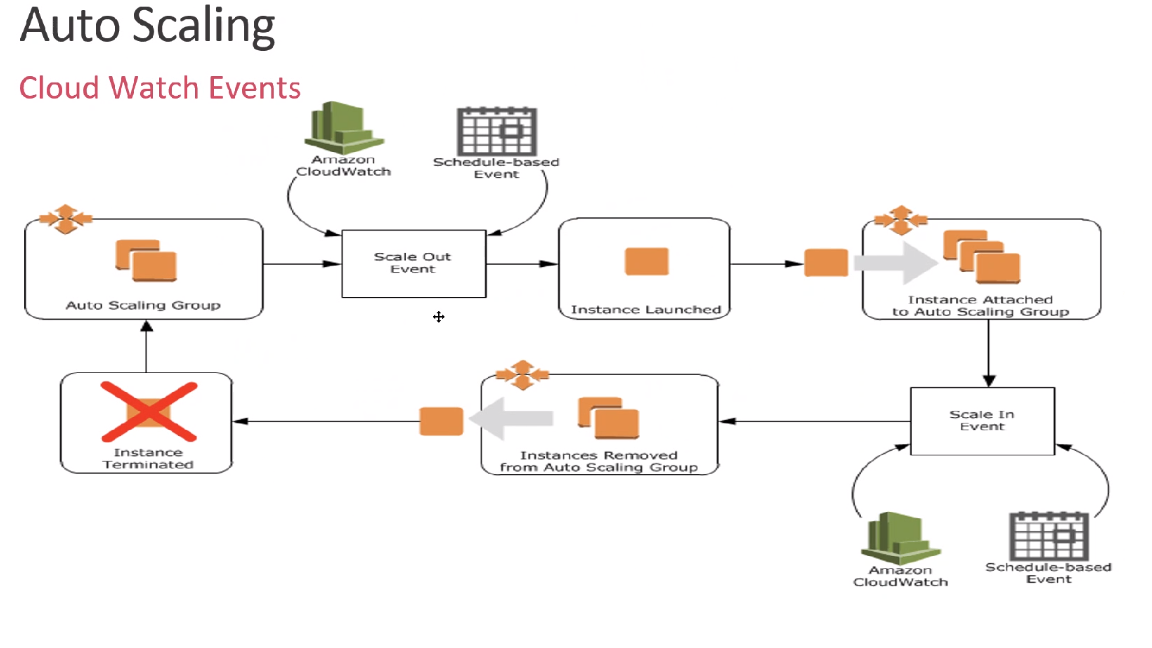 Auto Scaling
Cloud Watch Events
Amazon
CloudWatch
Schedule-based
Event
Auto Scaling Group
Scale Out
Event
Instance Launched
Instance Attached
to Auto Scaling Group
Instance
Terminated
Instances Removed
from Auto Scaling Group
Scale In
Event
Amazon
CloudWatch
Schedule-based
Event